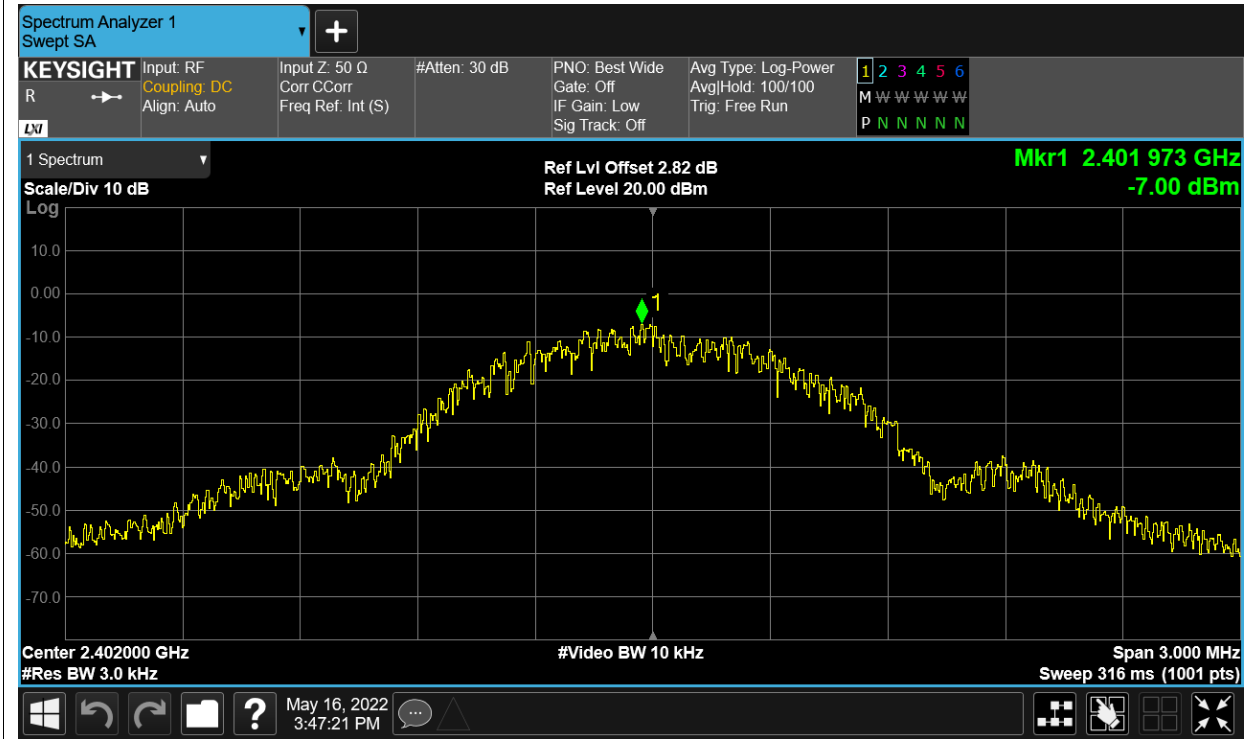 Spectrum Analyzer 1
Swept SA
KEYSIGHT
R
LXI
Input: RF
Coupling: DC
Align: Auto
Input Z: 50 Ω
Corr CCorr
Freq Ref: Int (S)
#Atten: 30 dB
PNO: Best Wide
Gate: Off
IF Gain: Low
Sig Track: Off
Avg Type: Log-Power
Avg|Hold: 100/100
Trig: Free Run
1 2 3 4 5 6
M W W W W W W
P N N N N N N
1 Spectrum
Scale/Div 10 dB
Log
Ref Lvl Offset 2.82 dB
Ref Level 20.00 dBm
Mkr1 2.401 973 GHz
-7.00 dBm
10.0
0.00
1
-10.0
-20.0
-30.0
-40.0
-50.0
-60.0
-70.0
Center 2.402000 GHz
#Video BW 10 kHz
Span 3.000 MHz
#Res BW 3.0 kHz
Sweep 316 ms (1001 pts)
?
May 16, 2022
3:47:21 PM